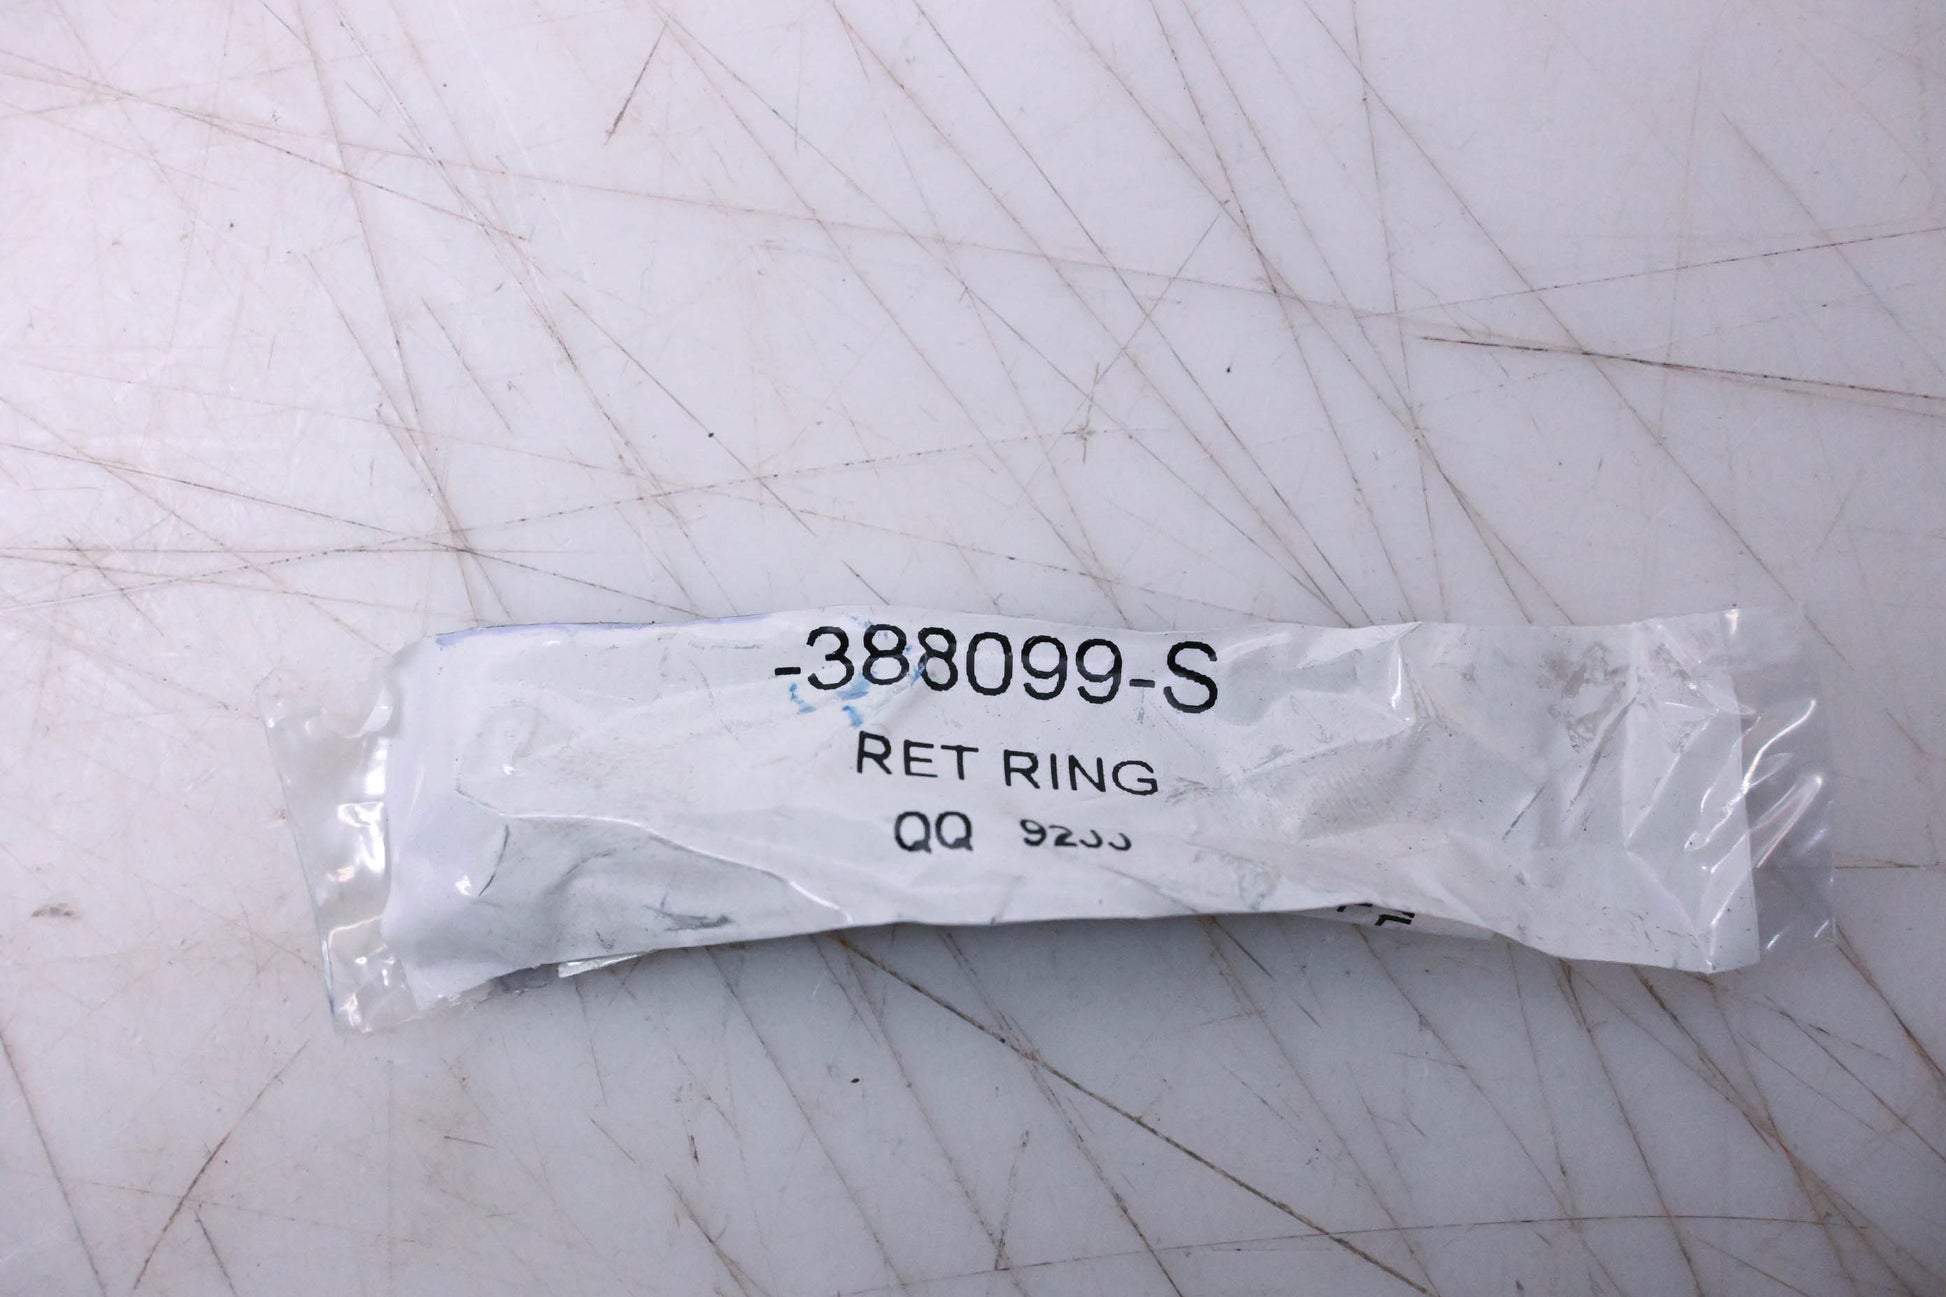 -388099-S
RET RING
QQ